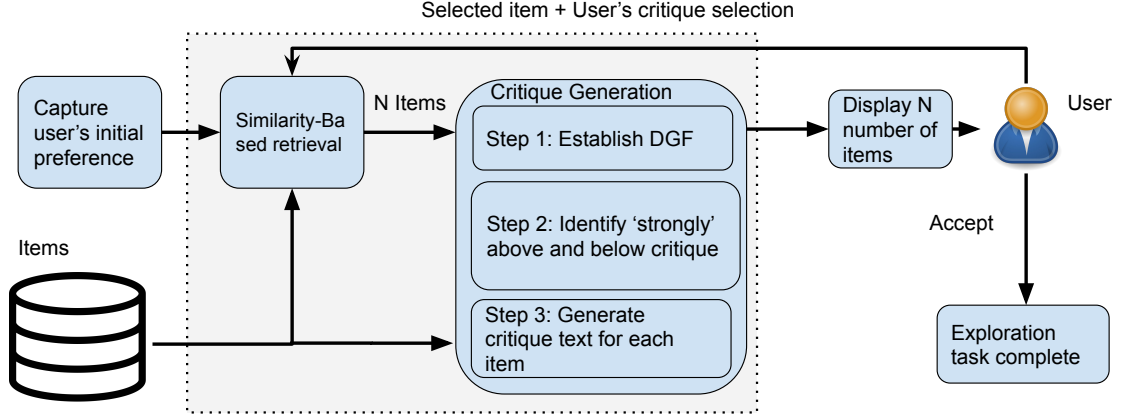 Selected item + User's critique selection
Capture
user's initial
preference
Similarity-Ba
sed retrieval
N Items
Critique Generation
Step 1: Establish DGF
Step 2: Identify 'strongly'
above and below critique
Step 3: Generate
critique text for each
item
Display N
number of
items
User
Accept
Items
Exploration
task complete